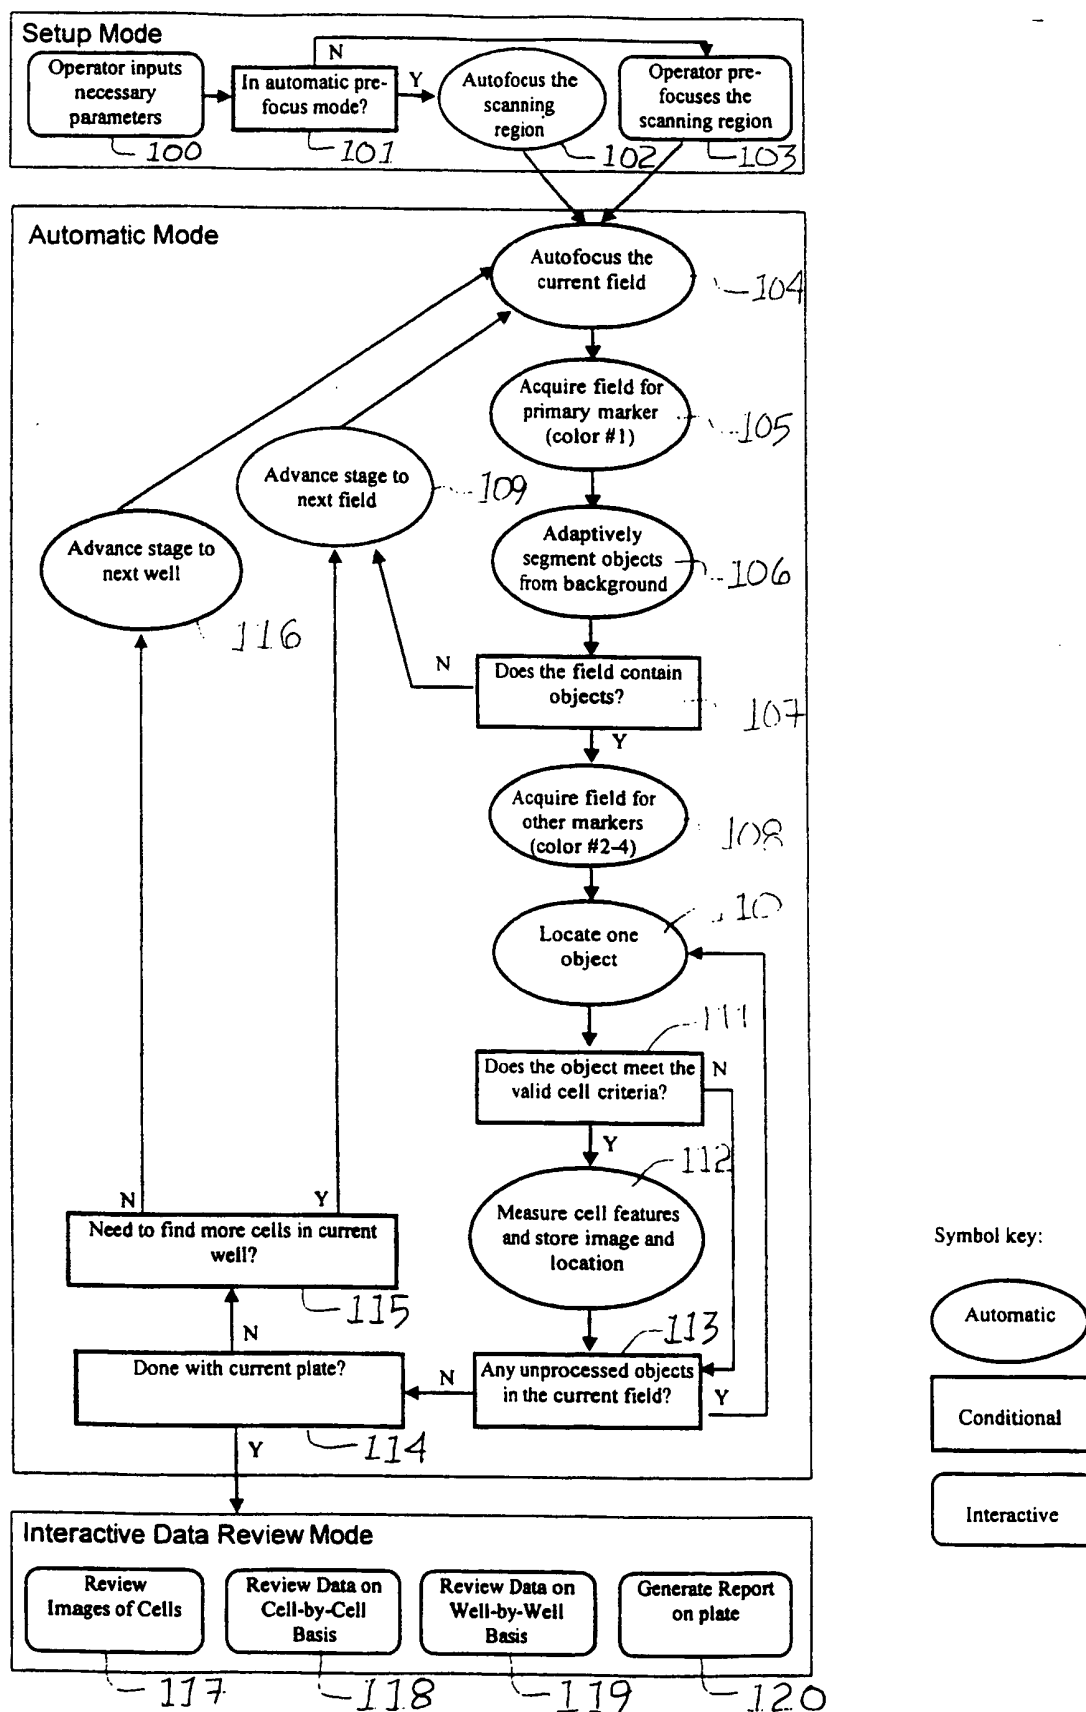 Setup Mode
N
Operator inputs
necessary
parameters
In automatic pre-
focus mode?
Y
Autofocus the
scanning
region
Operator pre-
focuses the
scanning region
100
101
102
103
Automatic Mode
Autofocus the
current field
104
Acquire field for
primary marker
(color #1)
105
Advance stage to
next field
109
Advance stage to
next well
116
Adaptively
segment objects
from background
106
N
Does the field contain
objects?
107
Y
Acquire field for
other markers
(color #2-4)
108
10
Locate one
object
111
Does the object meet the
valid cell criteria?
N
Y
112
Measure cell features
and store image and
location
N
Y
Need to find more cells in current
well?
115
N
113
Done with current plate?
N
Any unprocessed objects
in the current field?
Y
114
Y
Symbol key:
Automatic
Conditional
Interactive
Interactive Data Review Mode
Review
Images of Cells
Review Data on
Cell-by-Cell
Basis
Review Data on
Well-by-Well
Basis
Generate Report
on plate
117
118
119
120